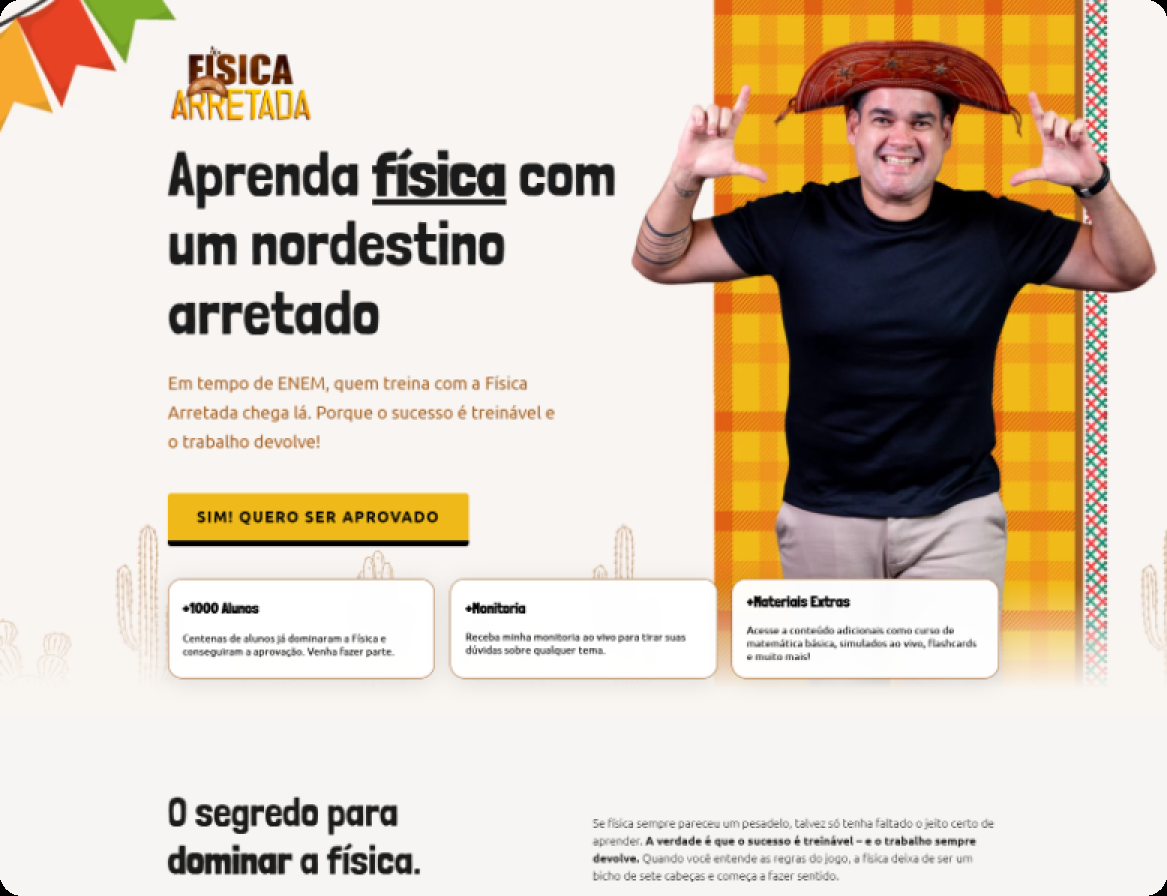 FÍSICA
ARRETADA
Aprenda física com
um nordestino
arretado
Em tempo de ENEM, quem treina com a Física
Arretada chega lá. Porque o sucesso é treinável e
o trabalho devolve!
SIM! QUERO SER APROVADO
+1000 Alunos
Centenas de alunos já dominaram a Física e
conseguiram a aprovação. Venha fazer parte.
+Monitoria
Receba minha monitoria ao vivo para tirar suas
dúvidas sobre qualquer tema.
+Materiais Extras
Acesse a conteúdo adicionais como curso de
matemática básica, simulados ao vivo, flashcards
e muito mais!
O segredo para
dominar a física.
Se física sempre pareceu um pesadelo, talvez só tenha faltado o jeito certo de
aprender. A verdade é que o sucesso é treinável – e o trabalho sempre
devolve. Quando você entende as regras do jogo, a física deixa de ser um
bicho de sete cabeças e começa a fazer sentido.